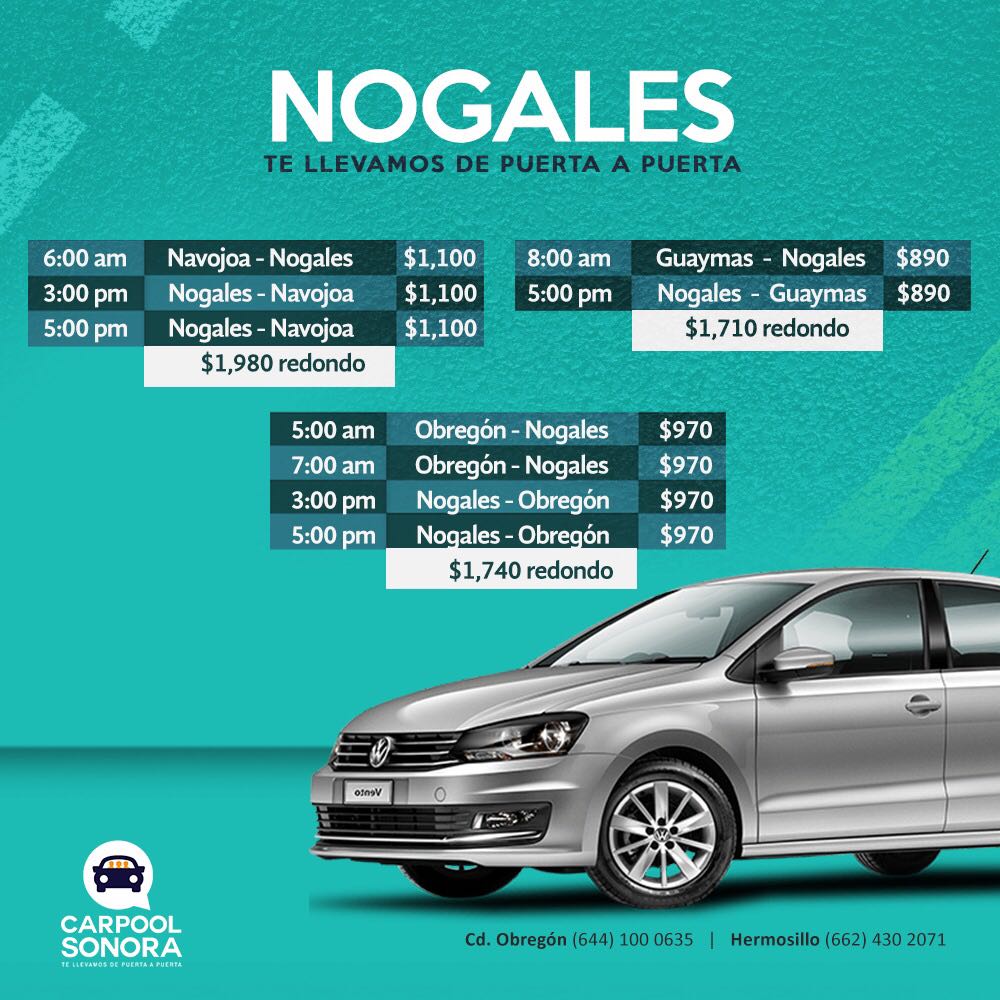 NOGALES
TE LLEVAMOS DE PUERTA A PUERTA
6:00 am Navojoa - Nogales $1,100
3:00 pm Nogales - Navojoa $1,100
5:00 pm Nogales - Navojoa $1,100
$1,980 redondo
8:00 am Guaymas - Nogales $890
5:00 pm Nogales - Guaymas $890
$1,710 redondo
5:00 am Obregón - Nogales $970
7:00 am Obregón - Nogales $970
3:00 pm Nogales - Obregón $970
5:00 pm Nogales - Obregón $970
$1,740 redondo
Vento
CARPOOL
SONORA
TE LLEVAMOS DE PUERTA A PUERTA
Cd. Obregón (644) 100 0635 | Hermosillo (662) 430 2071